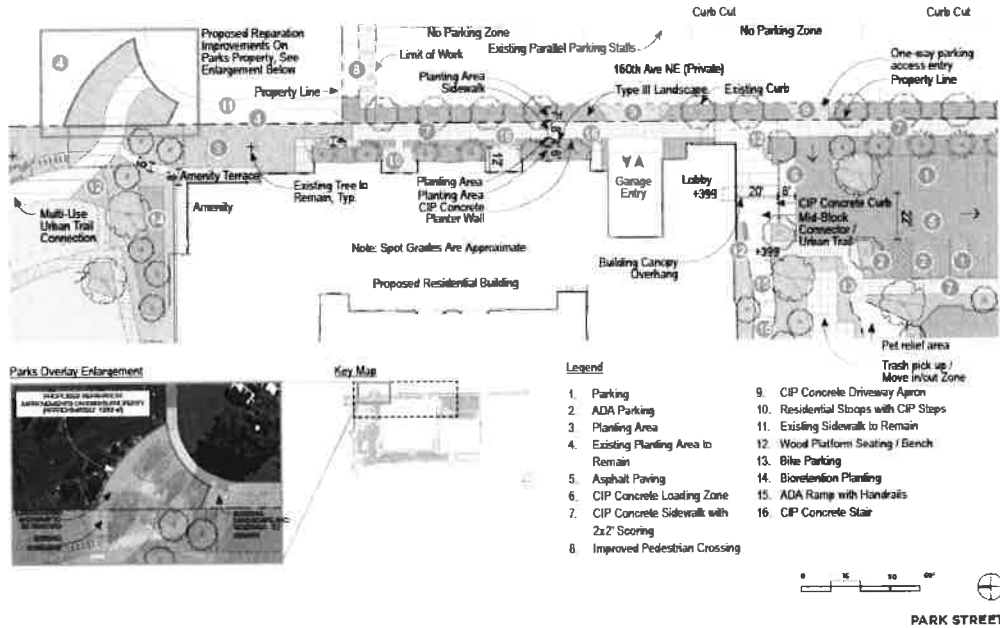 Curb Cut
Curb Cut
No Parking Zone
No Parking Zone
Proposed Reparation
Improvements On
Parks Property, See
Enlargement Below
Limit of Work
Existing Parallel Parking Stalls
One-way parking
access entry
Planting Area
Sidewalk
160th Ave NE (Private)
Property Line
Type III Landscape
Existing Curb
Property Line
Amenity Terrace
Existing Tree to
Remain, Typ.
Planting Area
Planting Area
CIP Concrete
Planter Wall
12'
Garage
Entry
Lobby
+399
20'
8'
22'
CIP Concrete Curb
Mid-Block
Connector /
Urban Trail
+399
Multi-Use
Urban Trail
Connection
Amenity
Note: Spot Grades Are Approximate
Building Canopy
Overhang
Proposed Residential Building
Pet relief area
Trash pick up /
Move in/out Zone
Parks Overlay Enlargement
Key Map
Legend
1. Parking
2. ADA Parking
3. Planting Area
4. Existing Planting Area to
Remain
5. Asphalt Paving
6. CIP Concrete Loading Zone
7. CIP Concrete Sidewalk with
2x2' Scoring
8. Improved Pedestrian Crossing
9. CIP Concrete Driveway Apron
10. Residential Stoops with CIP Steps
11. Existing Sidewalk to Remain
12. Wood Platform Seating / Bench
13. Bike Parking
14. Bioretention Planting
15. ADA Ramp with Handrails
16. CIP Concrete Stair
PARK STREET